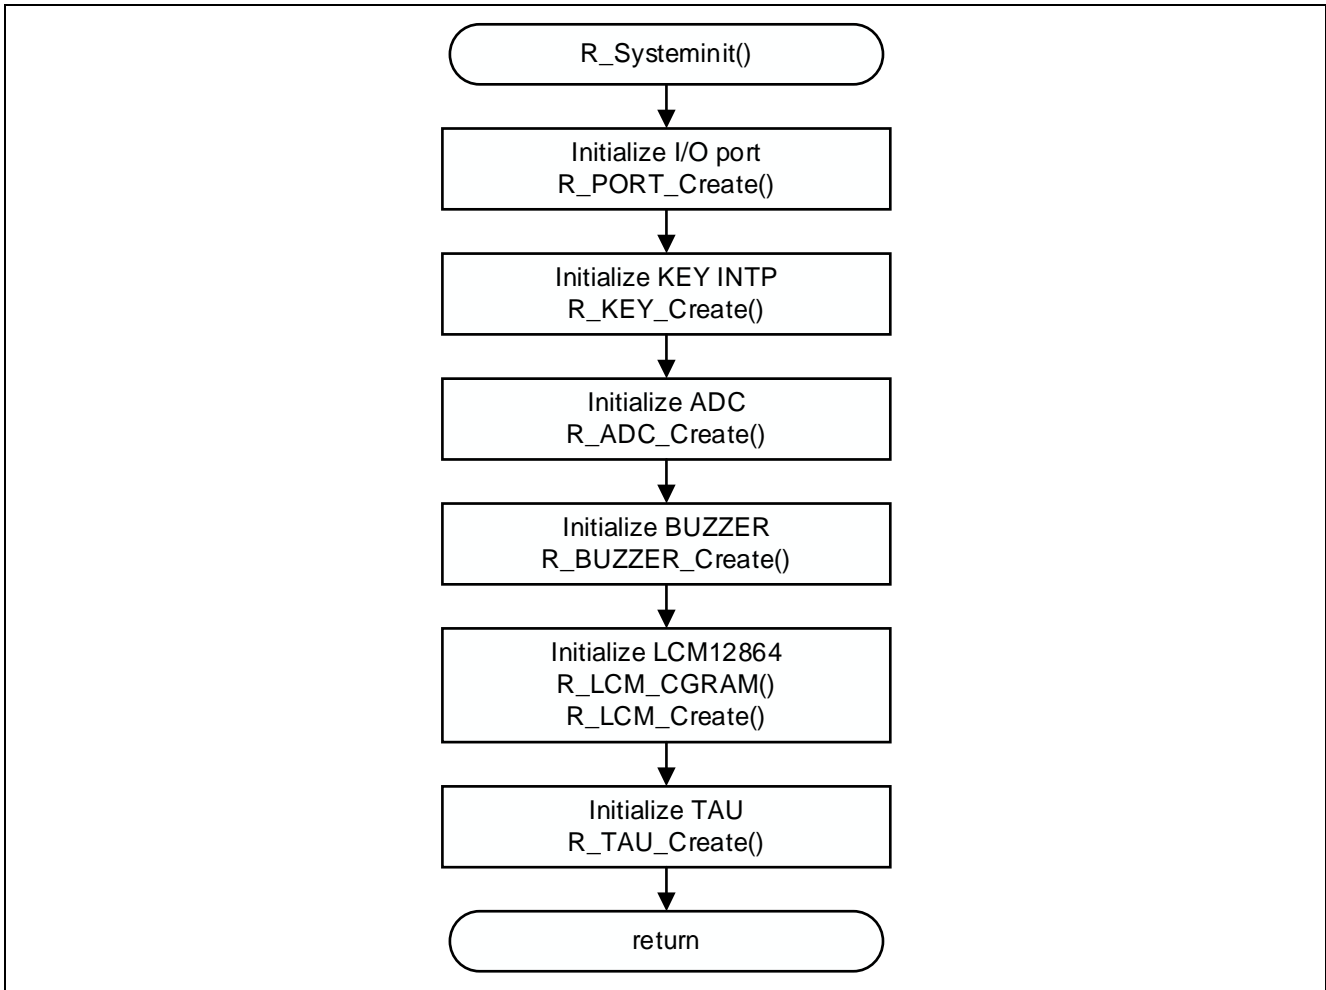 R_Systeminit()
Initialize I/O port
R_PORT_Create()
Initialize KEY INTP
R_KEY_Create()
Initialize ADC
R_ADC_Create()
Initialize BUZZER
R_BUZZER_Create()
Initialize LCM12864
R_LCM_CGRAM()
R_LCM_Create()
Initialize TAU
R_TAU_Create()
return